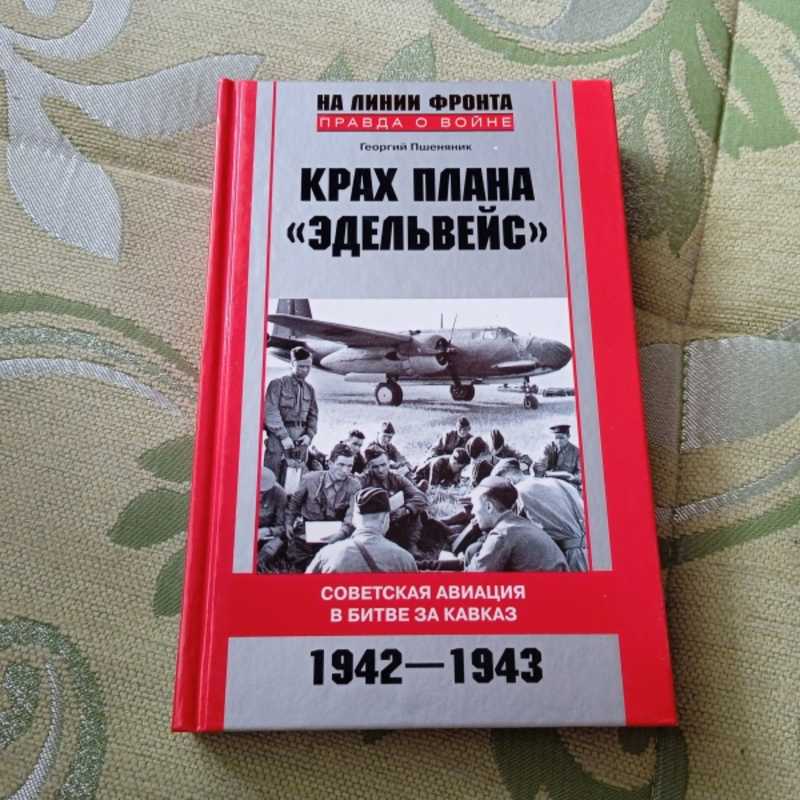 НА ЛИНИИ ФРОНТА
ПРАВДА О ВОЙНЕ
Георгий Пшеняник
КРАХ ПЛАНА
«ЭДЕЛЬВЕЙС»
СОВЕТСКАЯ АВИАЦИЯ
В БИТВЕ ЗА КАВКАЗ
1942—1943